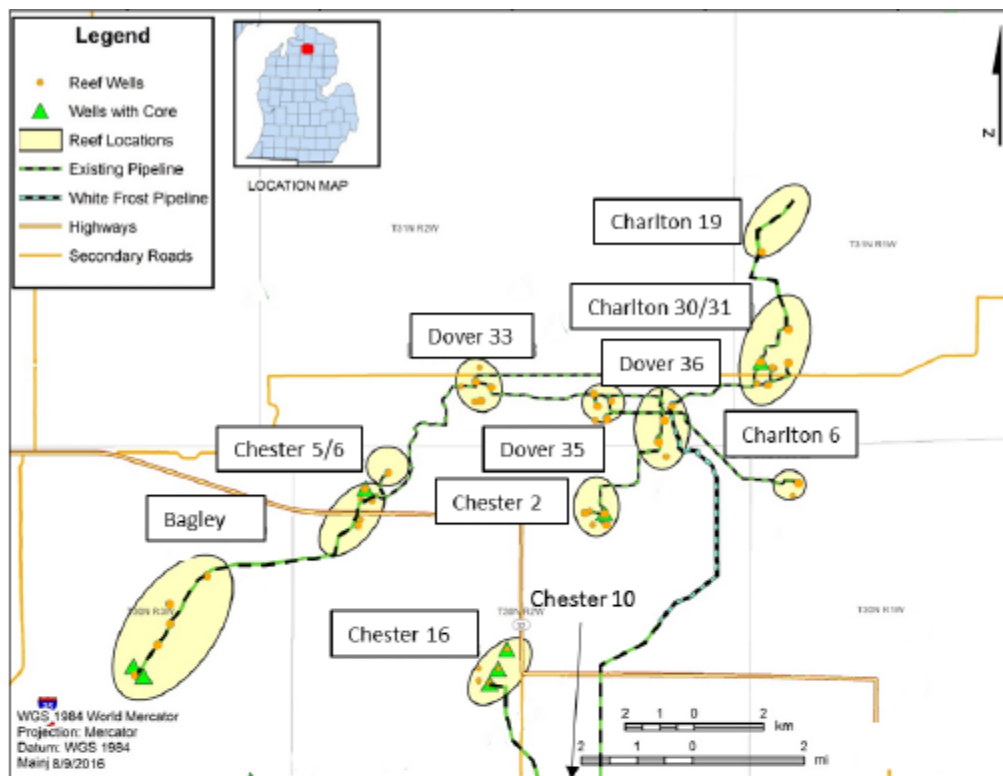 Legend
Reef Wells
Wells with Core
Reef Locations
Existing Pipeline
White Frost Pipeline
Highways
Secondary Roads
LOCATION MAP
N
T31N R2W
T31N R1W
Charlton 19
Charlton 30/31
Dover 33
Dover 36
Charlton 6
Dover 35
Chester 5/6
Chester 2
Bagley
T30N R3W
Chester 10
T30N R2W
T30N R1W
32
Chester 16
WGS 1984 World Mercator
Projection: Mercator
Datum: WGS 1984
Mainj 8/9/2016
2 1 0 2
km
2 1 0 2
mi